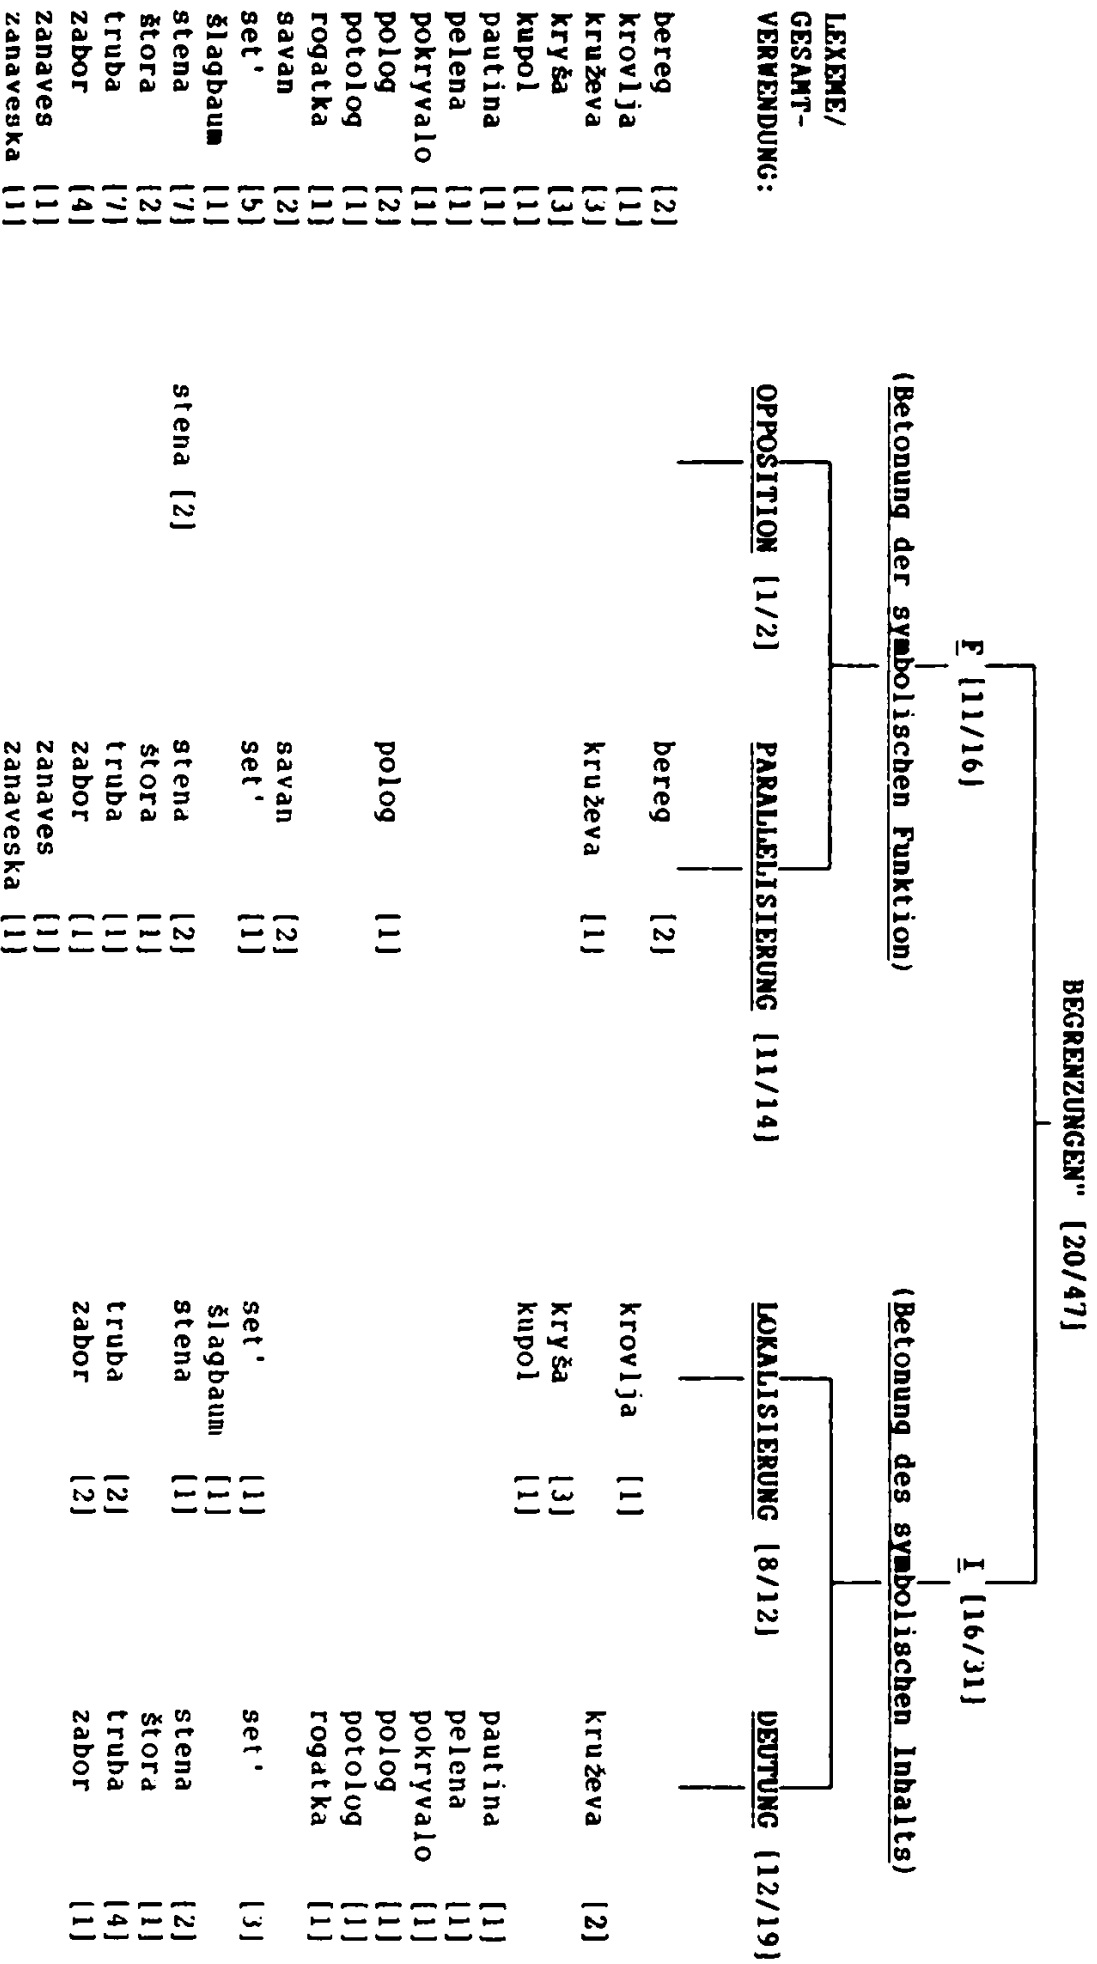 BEGRENZUNGEN" [20/47]
F [11/16] I [16/31]
(Betonung der symbolischen Funktion) (Betonung des symbolischen Inhalts)
LEXEME/
GESAMT-
VERWENDUNG: OPPOSITION [1/2] PARALLELISIERUNG [11/14] LOKALISIERUNG [8/12] DEUTUNG [12/19]
bereg [2] bereg [2]
krovlja [1] krovlja [1]
kruževa [3] kruževa [1] kruževa [2]
kryša [3] kryša [3]
kupol [1] kupol [1]
pautina [1] pautina [1]
pelena [1] pelena [1]
pokryvalo [1] pokryvalo [1]
polog [2] polog [1] polog [1]
potolog [1] potolog [1]
rogatka [1] rogatka [1]
savan [2] savan [2]
set' [5] set' [1] set' [1] set' [3]
šlagbaum [1] šlagbaum [1]
stena [7] stena [2] stena [2] stena [1] stena [2]
štora [2] štora [1] štora [1]
truba [7] truba [1] truba [2] truba [4]
zabor [4] zabor [1] zabor [2] zabor [1]
zanaves [1] zanaves [1]
zanaveska [1] zanaveska [1]